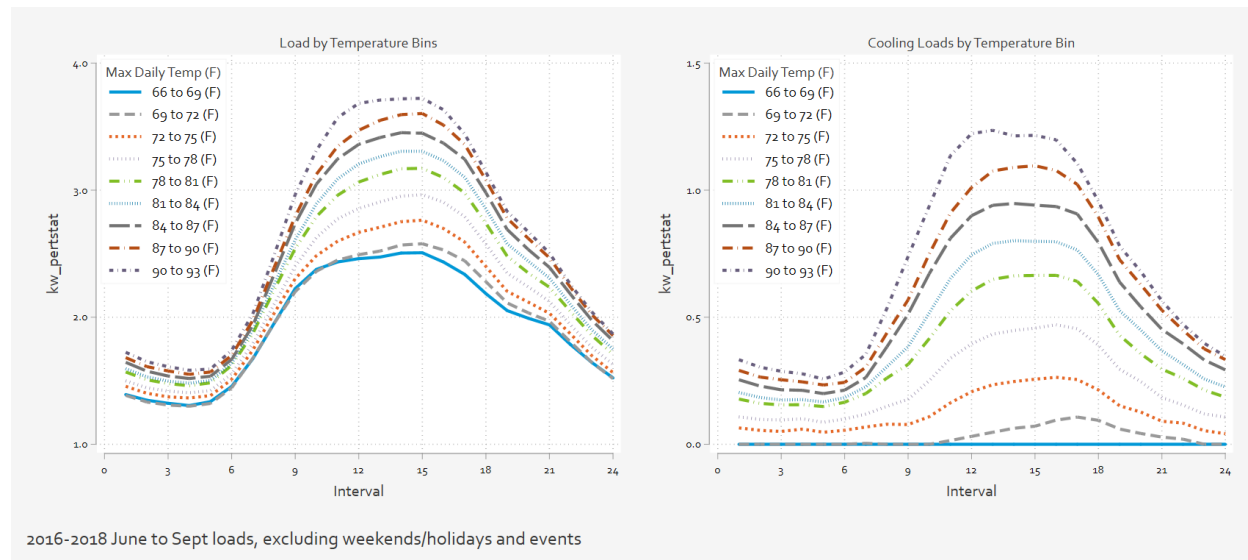 Load by Temperature Bins
4.0
3.0
2.0
1.0
kw_pertstat
Max Daily Temp (F)
66 to 69 (F)
69 to 72 (F)
72 to 75 (F)
75 to 78 (F)
78 to 81 (F)
81 to 84 (F)
84 to 87 (F)
87 to 90 (F)
90 to 93 (F)
0 3 6 9 12 15 18 21 24
Interval
Cooling Loads by Temperature Bin
1.5
1.0
0.5
0.0
kw_pertstat
Max Daily Temp (F)
66 to 69 (F)
69 to 72 (F)
72 to 75 (F)
75 to 78 (F)
78 to 81 (F)
81 to 84 (F)
84 to 87 (F)
87 to 90 (F)
90 to 93 (F)
0 3 6 9 12 15 18 21 24
Interval
2016-2018 June to Sept loads, excluding weekends/holidays and events